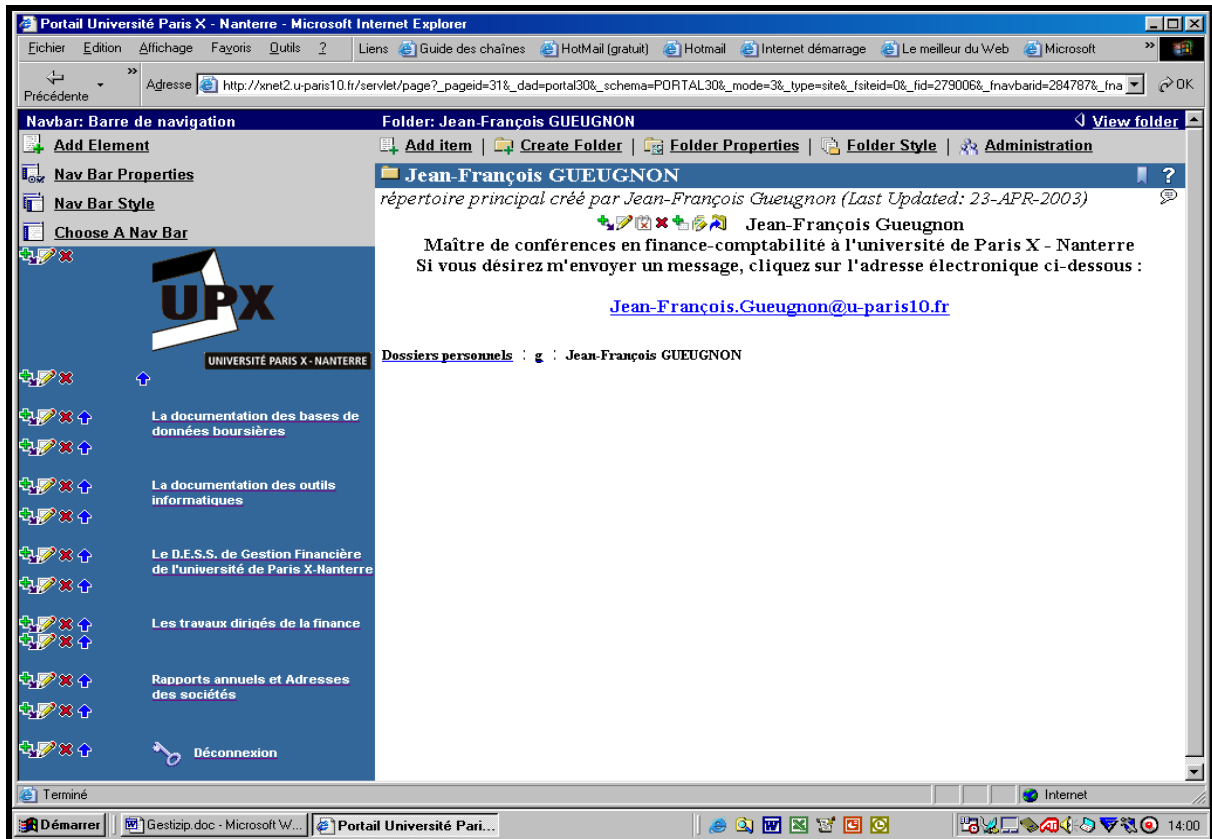 Portail Université Paris X - Nanterre - Microsoft Internet Explorer
Fichier Edition Affichage Favoris Outils ? Liens Guide des chaînes HotMail (gratuit) Hotmail Internet démarrage Le meilleur du Web Microsoft »
Précédente » Adresse http://xnet2.u-paris10.fr/servlet/page?_pageid=31&_dad=portal30&_schema=PORTAL30&_mode=3&_type=site&_fsiteid=0&_fid=279006&_fnavbarid=284787&_fna OK
Navbar: Barre de navigation
Add Element
Nav Bar Properties
Nav Bar Style
Choose A Nav Bar
UPX
UNIVERSITÉ PARIS X - NANTERRE
La documentation des bases de
données boursières
La documentation des outils
informatiques
Le D.E.S.S. de Gestion Financière
de l'université de Paris X-Nanterre
Les travaux dirigés de la finance
Rapports annuels et Adresses
des sociétés
Déconnexion
Folder: Jean-François GUEUGNON View folder
Add item | Create Folder | Folder Properties | Folder Style | Administration
Jean-François GUEUGNON ?
répertoire principal créé par Jean-François Gueugnon (Last Updated: 23-APR-2003)
Jean-François Gueugnon
Maître de conférences en finance-comptabilité à l'université de Paris X - Nanterre
Si vous désirez m'envoyer un message, cliquez sur l'adresse électronique ci-dessous :
Jean-François.Gueugnon@u-paris10.fr
Dossiers personnels : g : Jean-François GUEUGNON
Terminé Internet
Démarrer Gestizip.doc - Microsoft W... Portail Université Pari... 14:00